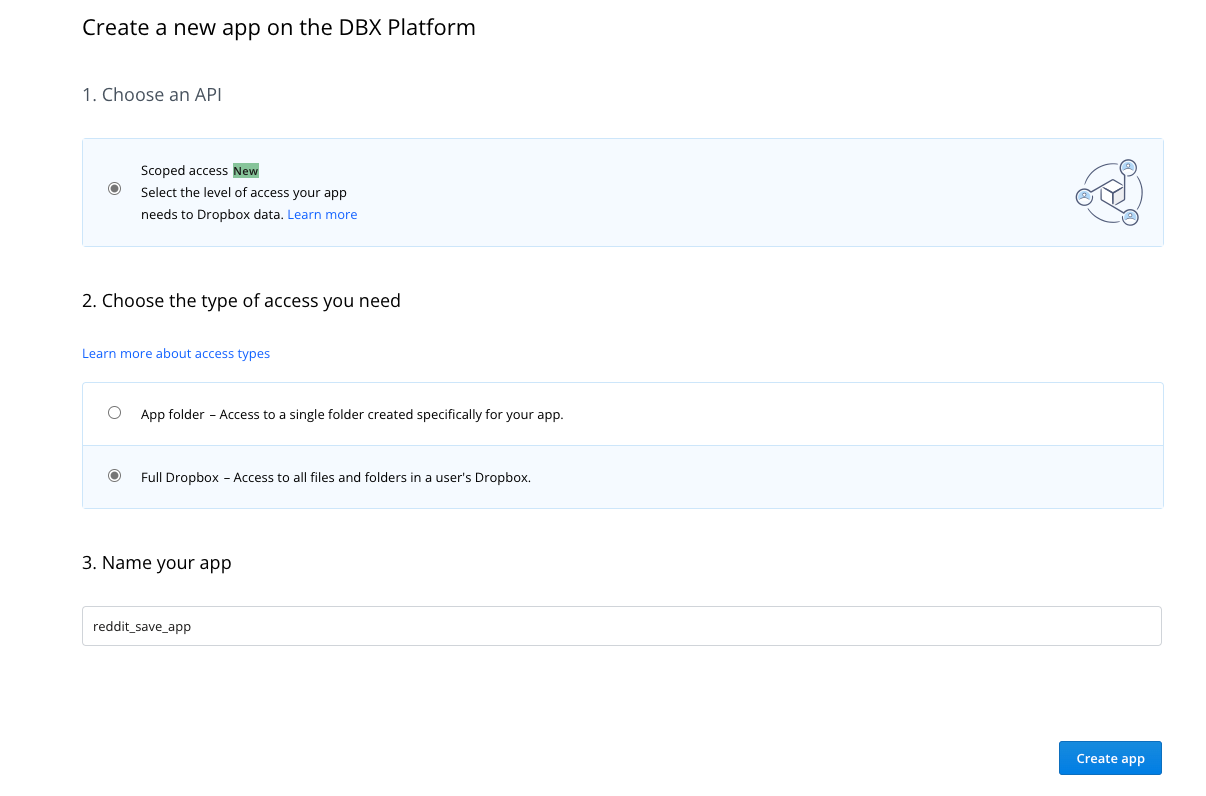 Create a new app on the DBX Platform
1. Choose an API
Scoped access New
Select the level of access your app
needs to Dropbox data. Learn more
2. Choose the type of access you need
Learn more about access types
App folder – Access to a single folder created specifically for your app.
Full Dropbox – Access to all files and folders in a user's Dropbox.
3. Name your app
reddit_save_app
Create app